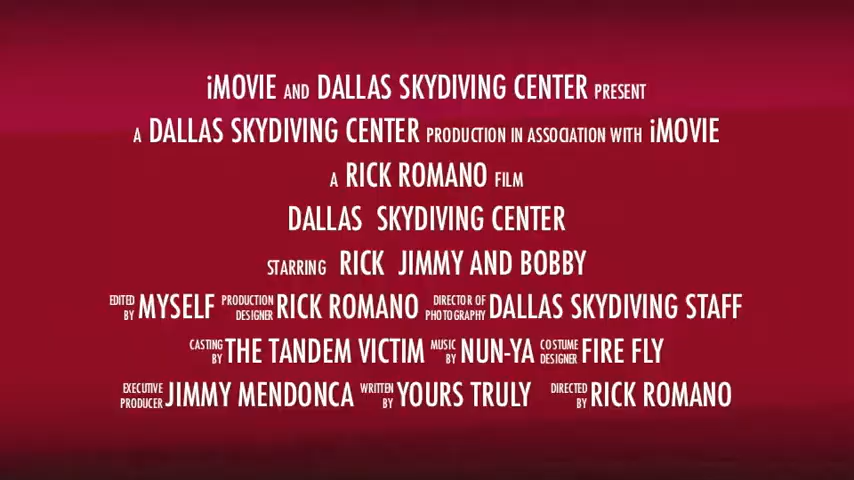 iMOVIE AND DALLAS SKYDIVING CENTER PRESENT
A DALLAS SKYDIVING CENTER PRODUCTION IN ASSOCIATION WITH iMOVIE
A RICK ROMANO FILM
DALLAS SKYDIVING CENTER
STARRING RICK JIMMY AND BOBBY
EDITED BY MYSELF PRODUCTION DESIGNER RICK ROMANO DIRECTOR OF PHOTOGRAPHY DALLAS SKYDIVING STAFF
CASTING BY THE TANDEM VICTIM MUSIC BY NUN-YA COSTUME DESIGNER FIRE FLY
EXECUTIVE PRODUCER JIMMY MENDONCA WRITTEN BY YOURS TRULY DIRECTED BY RICK ROMANO